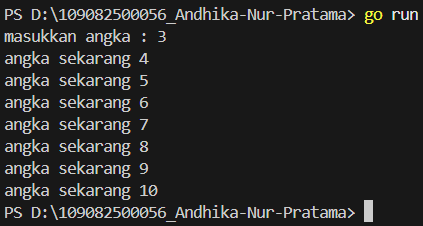 PS D:\109082500056_Andhika-Nur-Pratama> go run
masukkan angka : 3
angka sekarang 4
angka sekarang 5
angka sekarang 6
angka sekarang 7
angka sekarang 8
angka sekarang 9
angka sekarang 10
PS D:\109082500056_Andhika-Nur-Pratama>